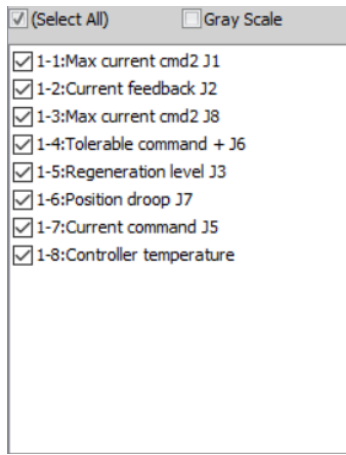 (Select All) Gray Scale
1-1:Max current cmd2 J1
1-2:Current feedback J2
1-3:Max current cmd2 J8
1-4:Tolerable command + J6
1-5:Regeneration level J3
1-6:Position droop J7
1-7:Current command J5
1-8:Controller temperature